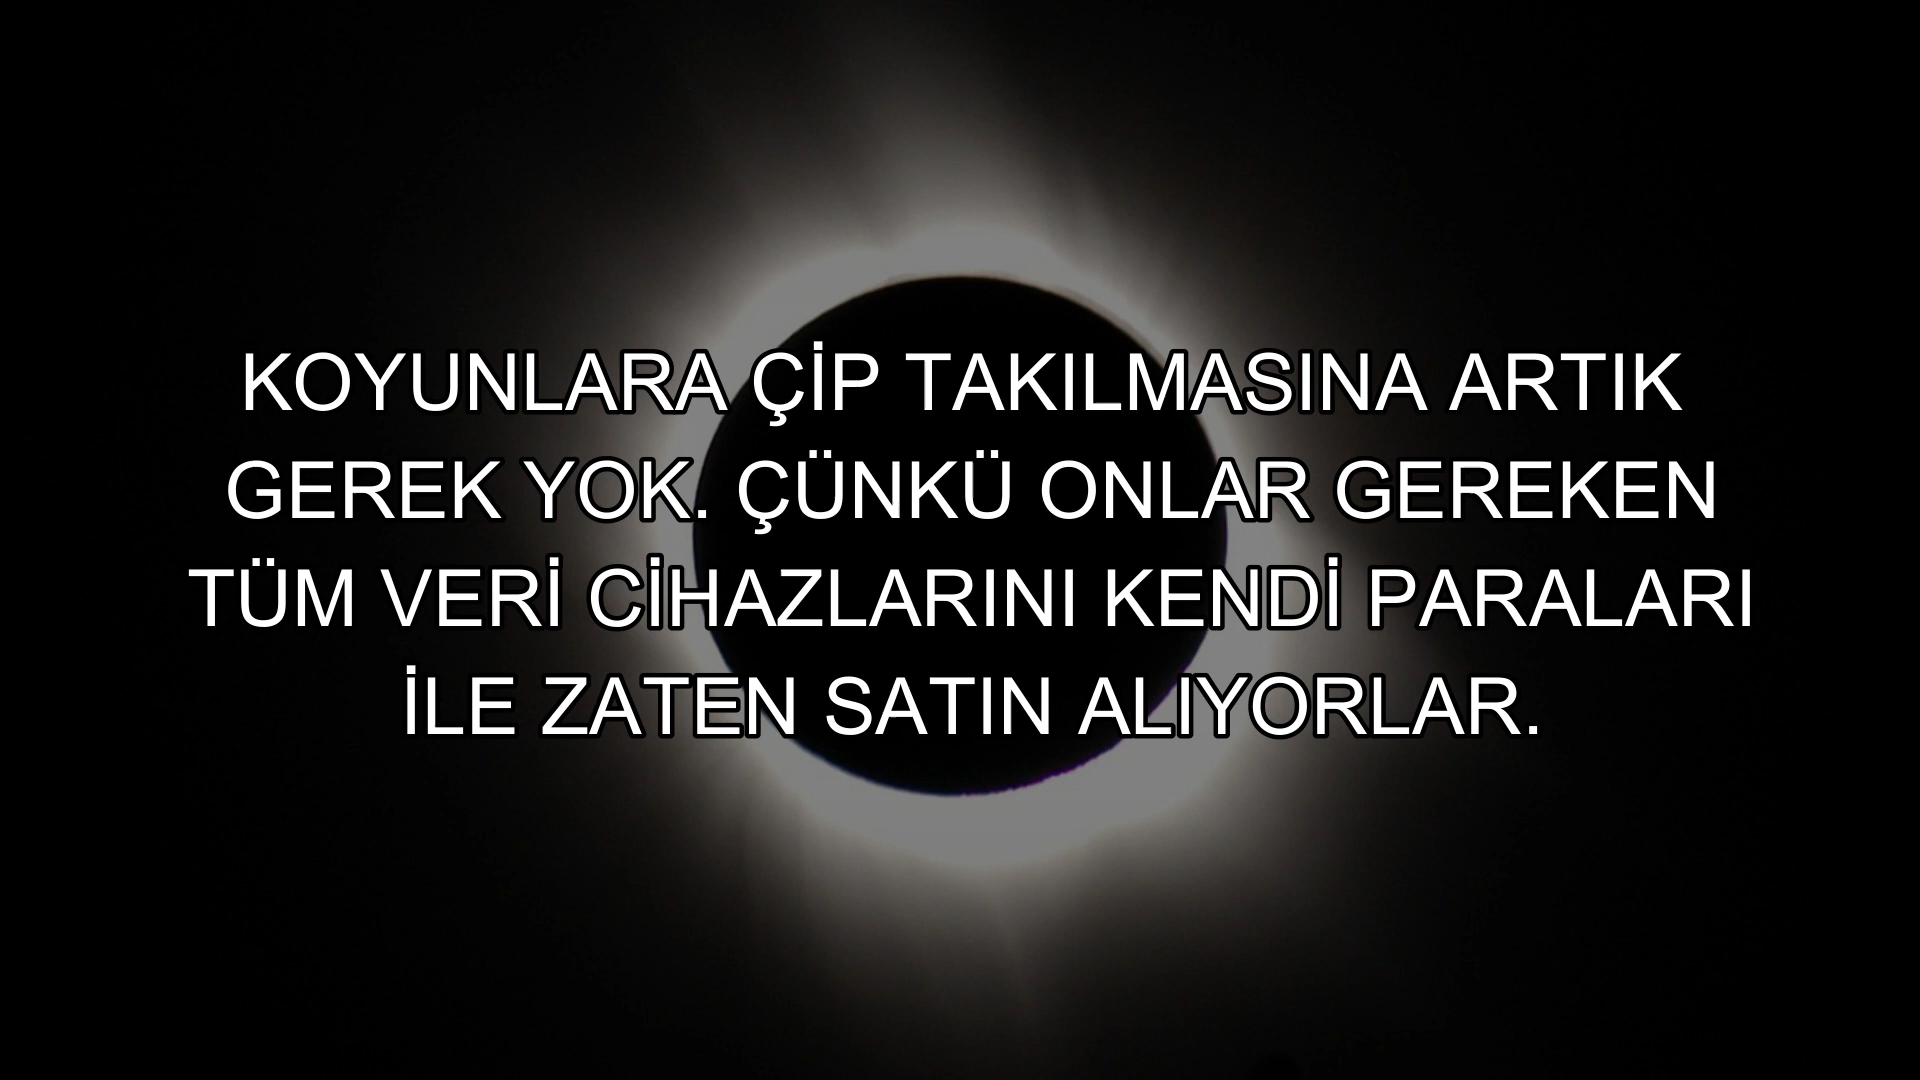 KOYUNLARA ÇİP TAKILMASINA ARTIK
GEREK YOK. ÇÜNKÜ ONLAR GEREKEN
TÜM VERİ CİHAZLARINI KENDİ PARALARI
İLE ZATEN SATIN ALIYORLAR.